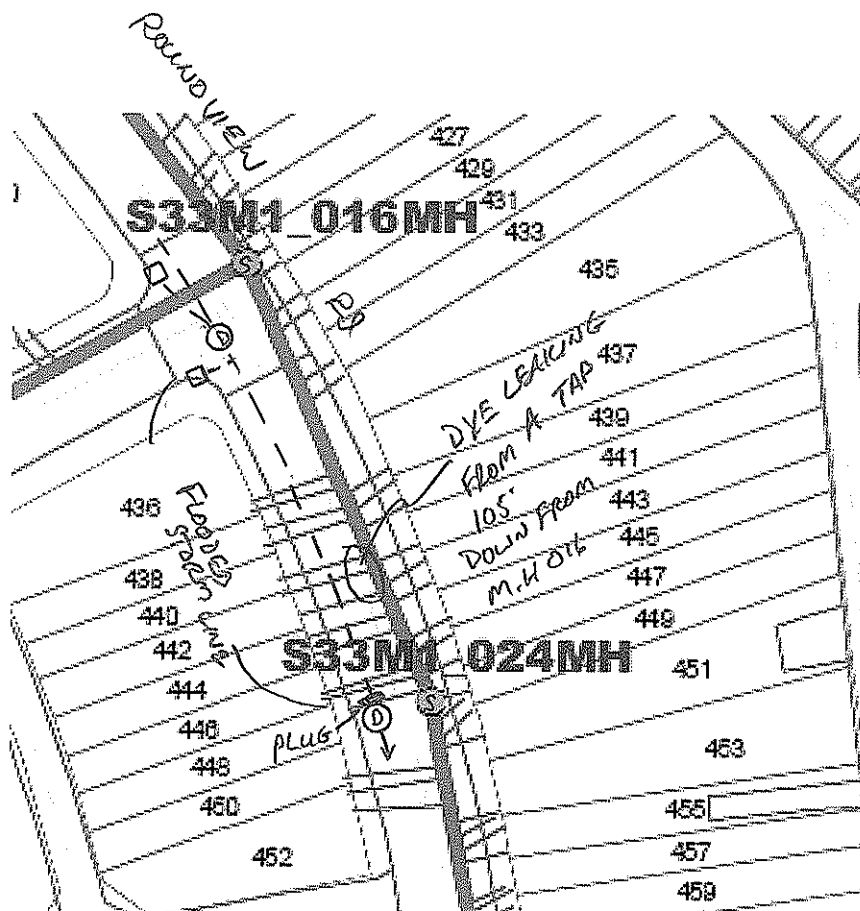 ROUNDVIEW
427
429
431
433
S33M1_016MH
S
435
RD
D
437
DYE LEAKING
FROM A TAP
105'
DOWN FROM
M.H 016
439
441
443
445
447
449
436
438
440
442
444
446
448
450
452
FLOODED
STORM LINE
S33M1_024MH
S
451
PLUG
D
453
455
457
459